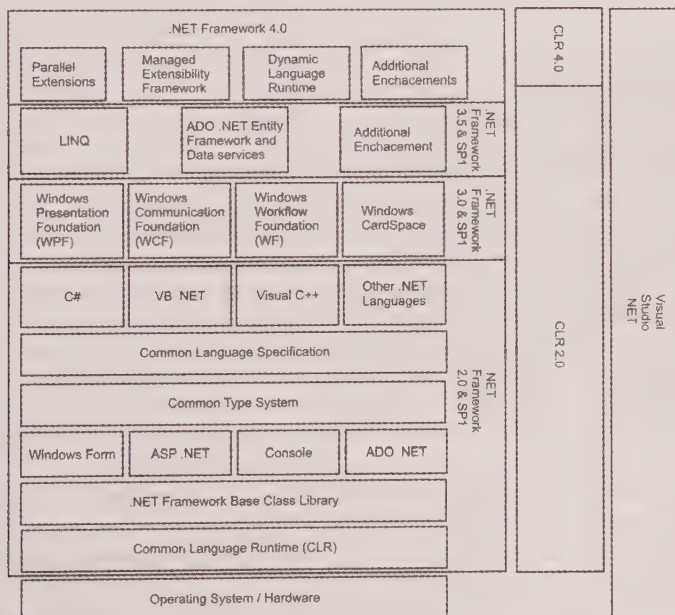 .NET Framework 4.0
Parallel
Extensions
Managed
Extensibility
Framework
Dynamic
Language
Runtime
Additional
Enchacements
LINQ
ADO .NET Entity
Framework and
Data services
Additional
Enchacement
.NET
Framework
3.5 & SP1
Windows
Presentation
Foundation
(WPF)
Windows
Communication
Foundation
(WCF)
Windows
Workflow
Foundation
(WF)
Windows
CardSpace
.NET
Framework
3.0 & SP1
C#
VB NET
Visual C++
Other .NET
Languages
Common Language Specification
Common Type System
Windows Form
ASP .NET
Console
ADO NET
.NET Framework Base Class Library
Common Language Runtime (CLR)
.NET
Framework
2.0 & SP1
Operating System / Hardware
CLR 4.0
CLR 2.0
Visual
Studio
NET